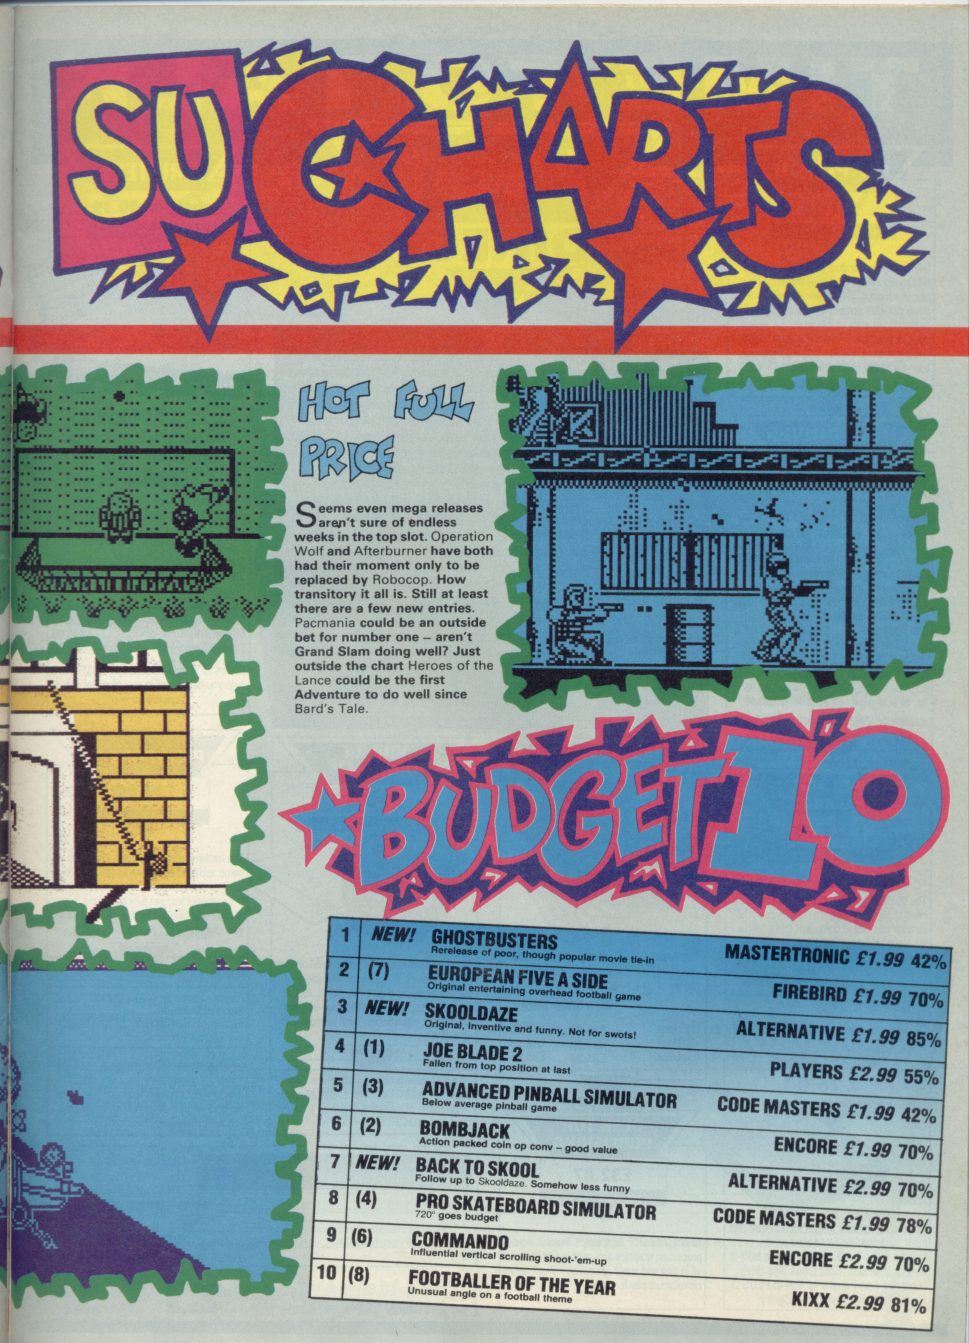 SU CHARTS
HOT FULL
PRICE
Seems even mega releases
aren't sure of endless
weeks in the top slot. Operation
Wolf and Afterburner have both
had their moment only to be
replaced by Robocop. How
transitory it all is. Still at least
there are a few new entries.
Pacmania could be an outside
bet for number one – aren't
Grand Slam doing well? Just
outside the chart Heroes of the
Lance could be the first
Adventure to do well since
Bard's Tale.
BUDGET 10
1 NEW! GHOSTBUSTERS MASTERTRONIC £1.99 42%
Rerelease of poor, though popular movie tie-in
2 (7) EUROPEAN FIVE A SIDE FIREBIRD £1.99 70%
Original entertaining overhead football game
3 NEW! SKOOLDAZE ALTERNATIVE £1.99 85%
Original, inventive and funny. Not for swots!
4 (1) JOE BLADE 2 PLAYERS £2.99 55%
Fallen from top position at last
5 (3) ADVANCED PINBALL SIMULATOR CODE MASTERS £1.99 42%
Below average pinball game
6 (2) BOMBJACK ENCORE £1.99 70%
Action packed coin op conv – good value
7 NEW! BACK TO SKOOL ALTERNATIVE £2.99 70%
Follow up to Skooldaze. Somehow less funny
8 (4) PRO SKATEBOARD SIMULATOR CODE MASTERS £1.99 78%
720° goes budget
9 (6) COMMANDO ENCORE £2.99 70%
Influential vertical scrolling shoot-'em-up
10 (8) FOOTBALLER OF THE YEAR KIXX £2.99 81%
Unusual angle on a football theme